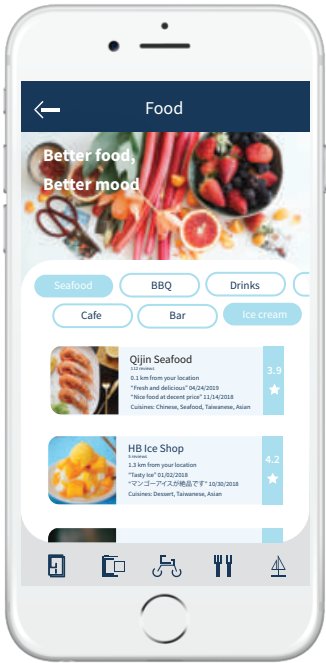 Food
Better food,
Better mood
Seafood
BBQ
Drinks
Cafe
Bar
Ice cream
Qijin Seafood
112 reviews
0.1 km from your location
"Fresh and delicious" 04/24/2019
"Nice food at decent price" 11/14/2018
Cuisines: Chinese, Seafood, Taiwanese, Asian
3.9
HB Ice Shop
5 reviews
1.3 km from your location
"Tasty Ice" 01/02/2018
"マンゴーアイスが絶品です" 10/30/2018
Cuisines: Dessert, Taiwanese, Asian
4.2